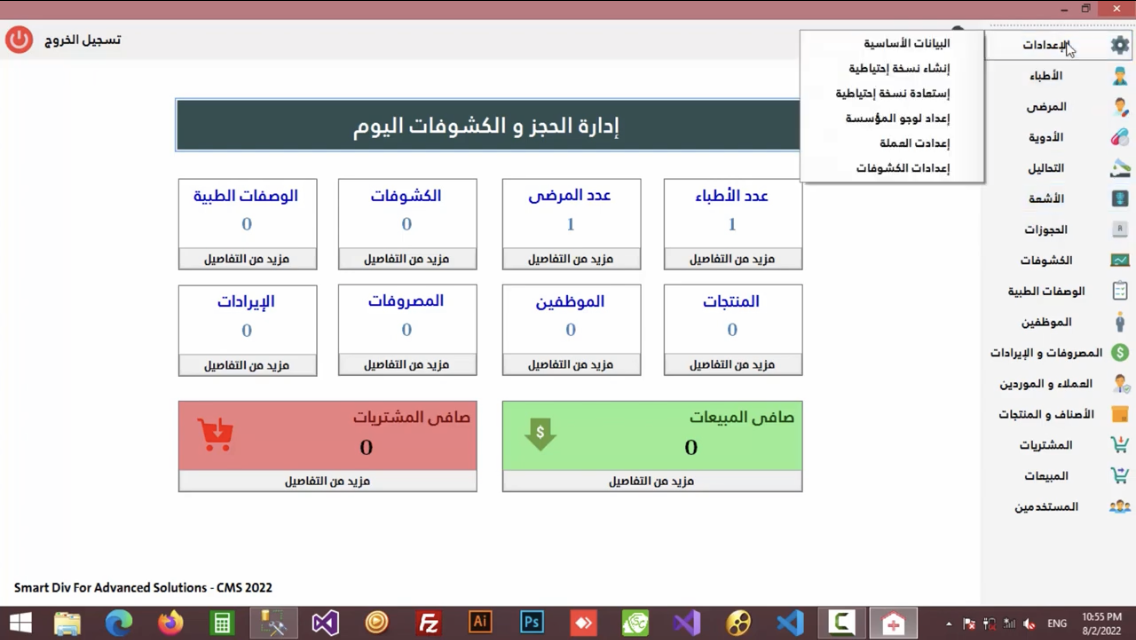 تسجيل الخروج
الإعدادات
الأطباء
المرضى
الأدوية
التحاليل
الأشعة
الحجوزات
الكشوفات
الوصفات الطبية
الموظفين
المصروفات و الإيرادات
العملاء و الموردين
الأصناف و المنتجات
المشتريات
المبيعات
المستخدمين
البيانات الأساسية
إنشاء نسخة إحتياطية
إستعادة نسخة إحتياطية
إعداد لوجو المؤسسة
إعدادت العملة
إعدادات الكشوفات
إدارة الحجز و الكشوفات اليوم
عدد الأطباء
1
مزيد من التفاصيل
عدد المرضى
1
مزيد من التفاصيل
الكشوفات
0
مزيد من التفاصيل
الوصفات الطبية
0
مزيد من التفاصيل
المنتجات
0
مزيد من التفاصيل
الموظفين
0
مزيد من التفاصيل
المصروفات
0
مزيد من التفاصيل
الإيرادات
0
مزيد من التفاصيل
صافى المبيعات
0
مزيد من التفاصيل
صافى المشتريات
0
مزيد من التفاصيل
Smart Div For Advanced Solutions - CMS 2022
Fz
Ai
Ps
ENG
10:55 PM
8/2/2022